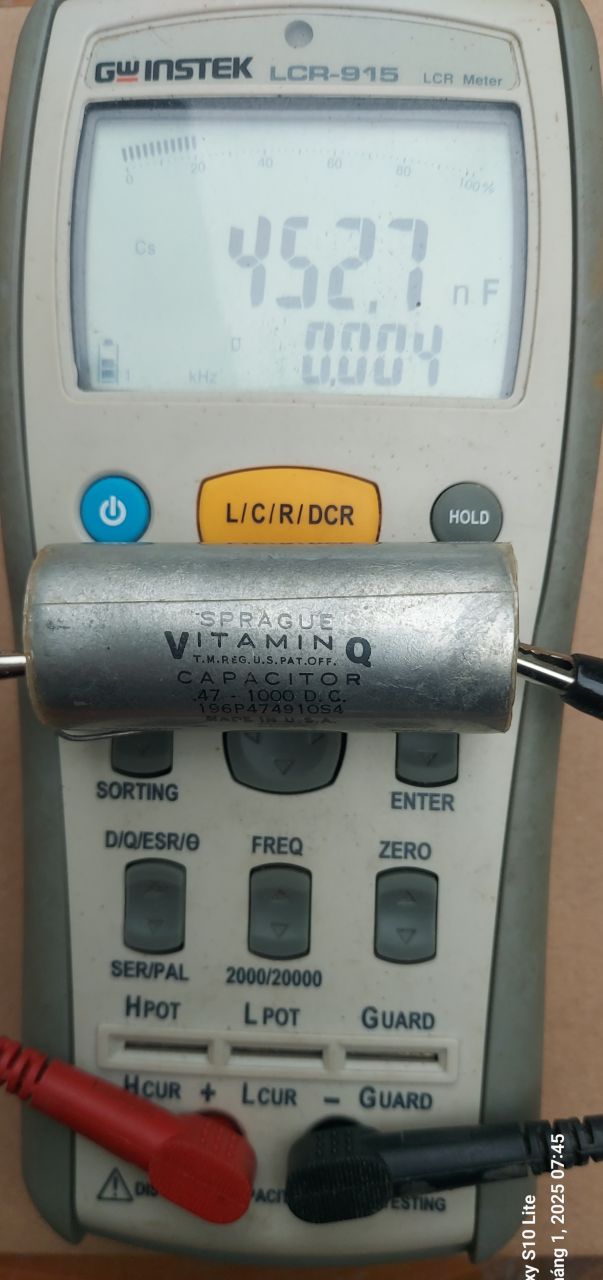 GW INSTEK LCR-915 LCR Meter
0 20 40 60 80 100%
Cs 452.7 nF
D 0.004
1 kHz
L/C/R/DCR
HOLD
SPRAGUE
VITAMIN Q
T.M.REG.U.S.PAT.OFF.
CAPACITOR
.47 - 1000 D.C.
196P474910S4
MADE IN U.S.A.
SORTING ENTER
D/Q/ESR/θ FREQ ZERO
SER/PAL 2000/20000
HPOT LPOT GUARD
HCUR + LCUR - GUARD